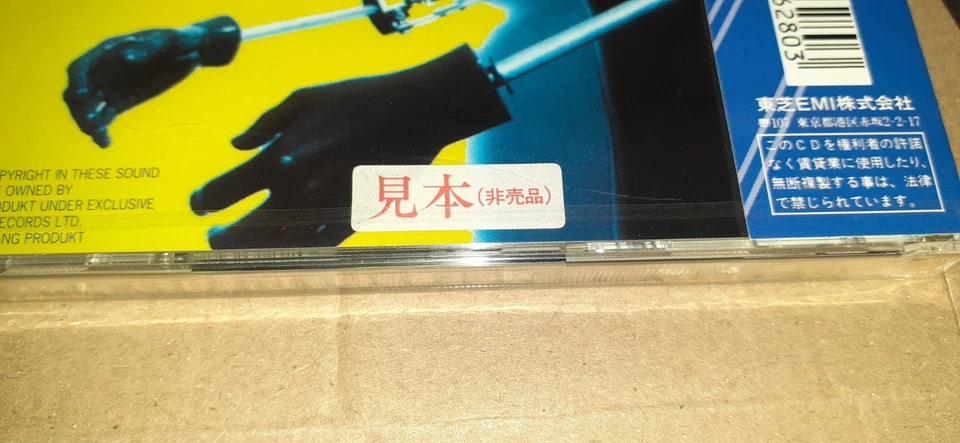 62803
東芝EMI株式会社
〒107 東京都港区赤坂2-2-17
このCDを権利者の許諾
なく賃貸業に使用したり、
無断複製する事は、法律
で禁じられています。
見本(非売品)
PYRIGHT IN THESE SOUND
OWNED BY
ODUKT UNDER EXCLUSIVE
ECORDS LTD.
NG PRODUKT